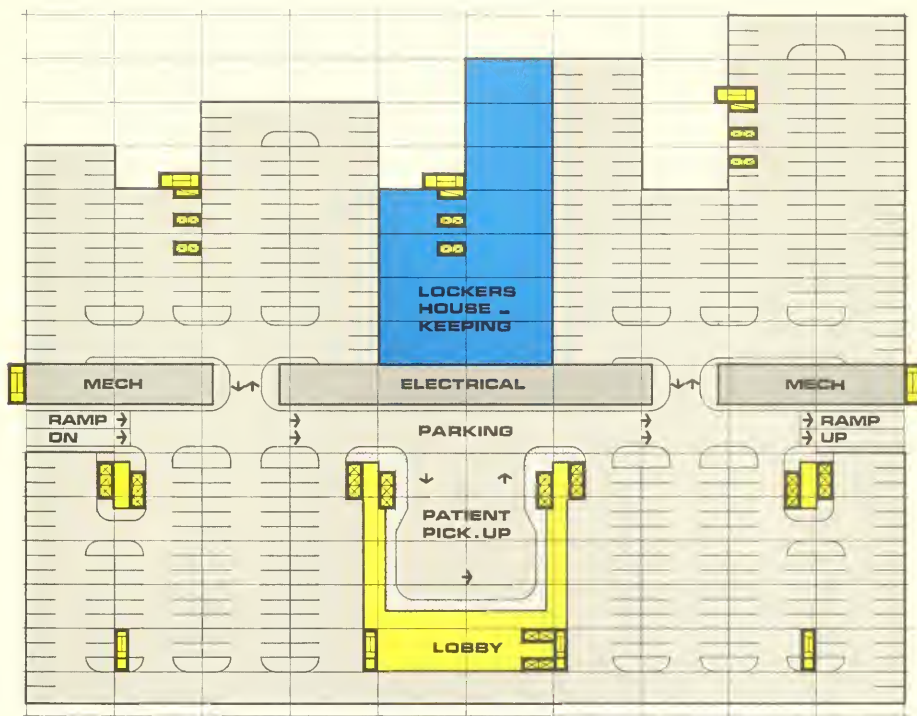 LOCKERS
HOUSE -
KEEPING
MECH
ELECTRICAL
MECH
RAMP
DN
PARKING
RAMP
UP
PATIENT
PICK.UP
LOBBY